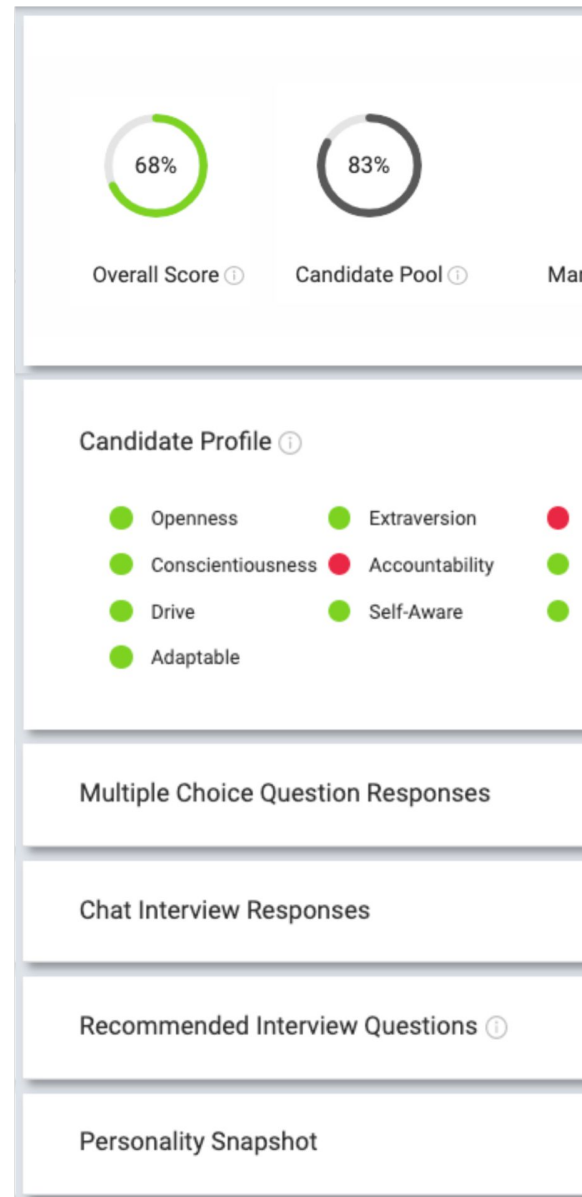 68%
83%
Overall Score
Candidate Pool
Mar
Candidate Profile
Openness
Extraversion
Conscientiousness
Accountability
Drive
Self-Aware
Adaptable
Multiple Choice Question Responses
Chat Interview Responses
Recommended Interview Questions
Personality Snapshot